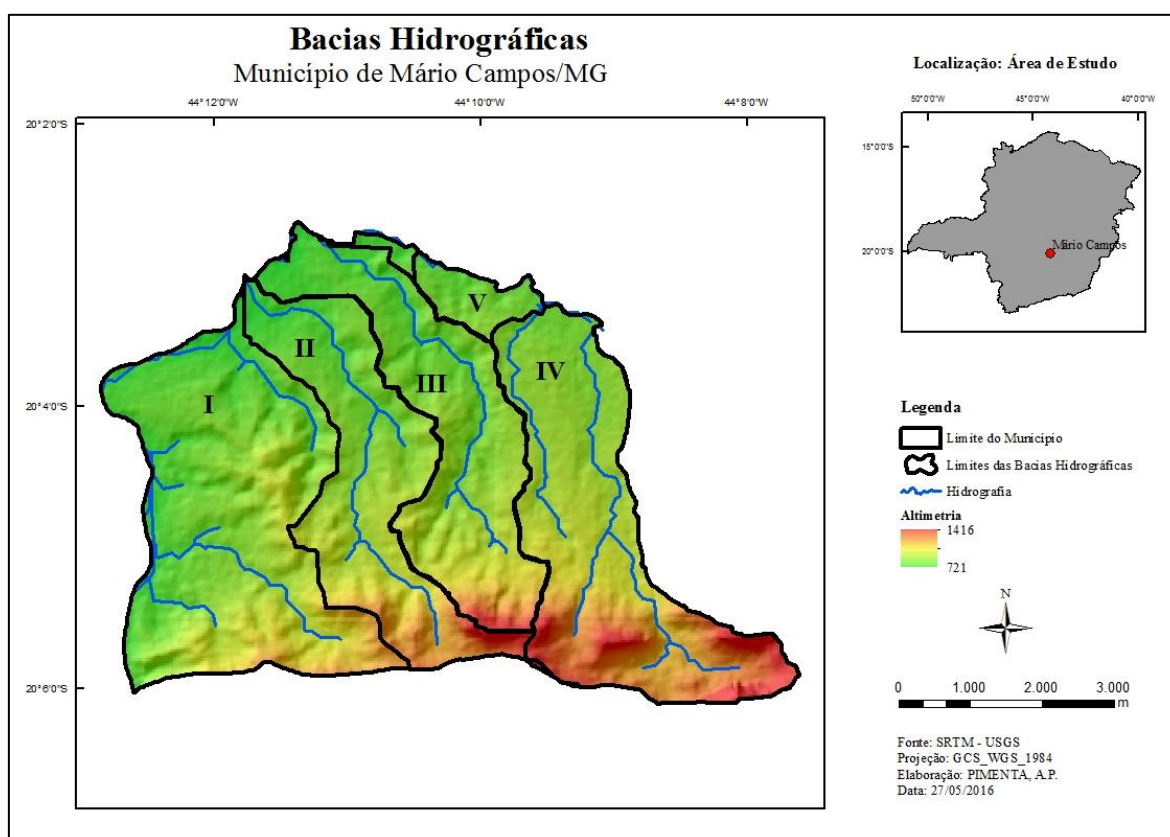 Bacias Hidrográficas
Município de Mário Campos/MG
44°12'0"W
44°10'0"W
44°8'0"W
20°2'0"S
20°4'0"S
20°6'0"S
I
II
III
IV
V
Localização: Área de Estudo
50°0'0"W
45°0'0"W
40°0'0"W
15°0'0"S
20°0'0"S
Mário Campos
Legenda
Limite do Município
Limites das Bacias Hidrográficas
Hidrografia
Altimetria
1416
721
N
0 1.000 2.000 3.000
m
Fonte: SRTM - USGS
Projeção: GCS_WGS_1984
Elaboração: PIMENTA, A.P.
Data: 27/05/2016